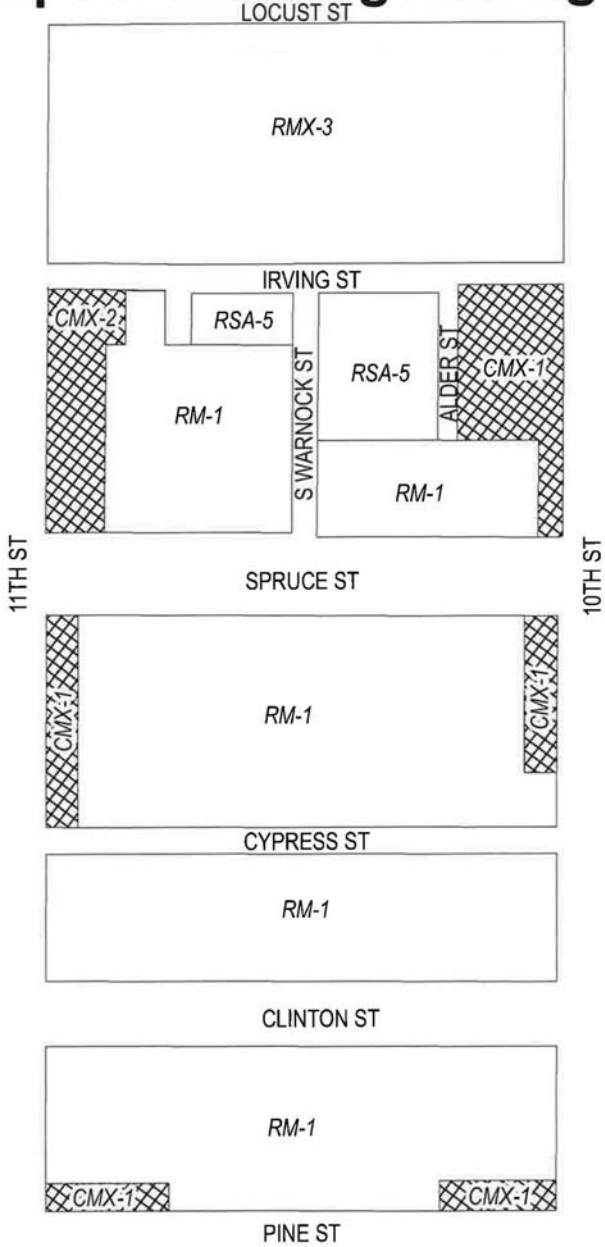 LOCUST ST
RMX-3
IRVING ST
CMX-2
RSA-5
S WARNOCK ST
RSA-5
ALDER ST
CMX-1
RM-1
RM-1
11TH ST
SPRUCE ST
10TH ST
CMX-1
RM-1
CMX-1
CYPRESS ST
RM-1
CLINTON ST
RM-1
CMX-1
CMX-1
PINE ST